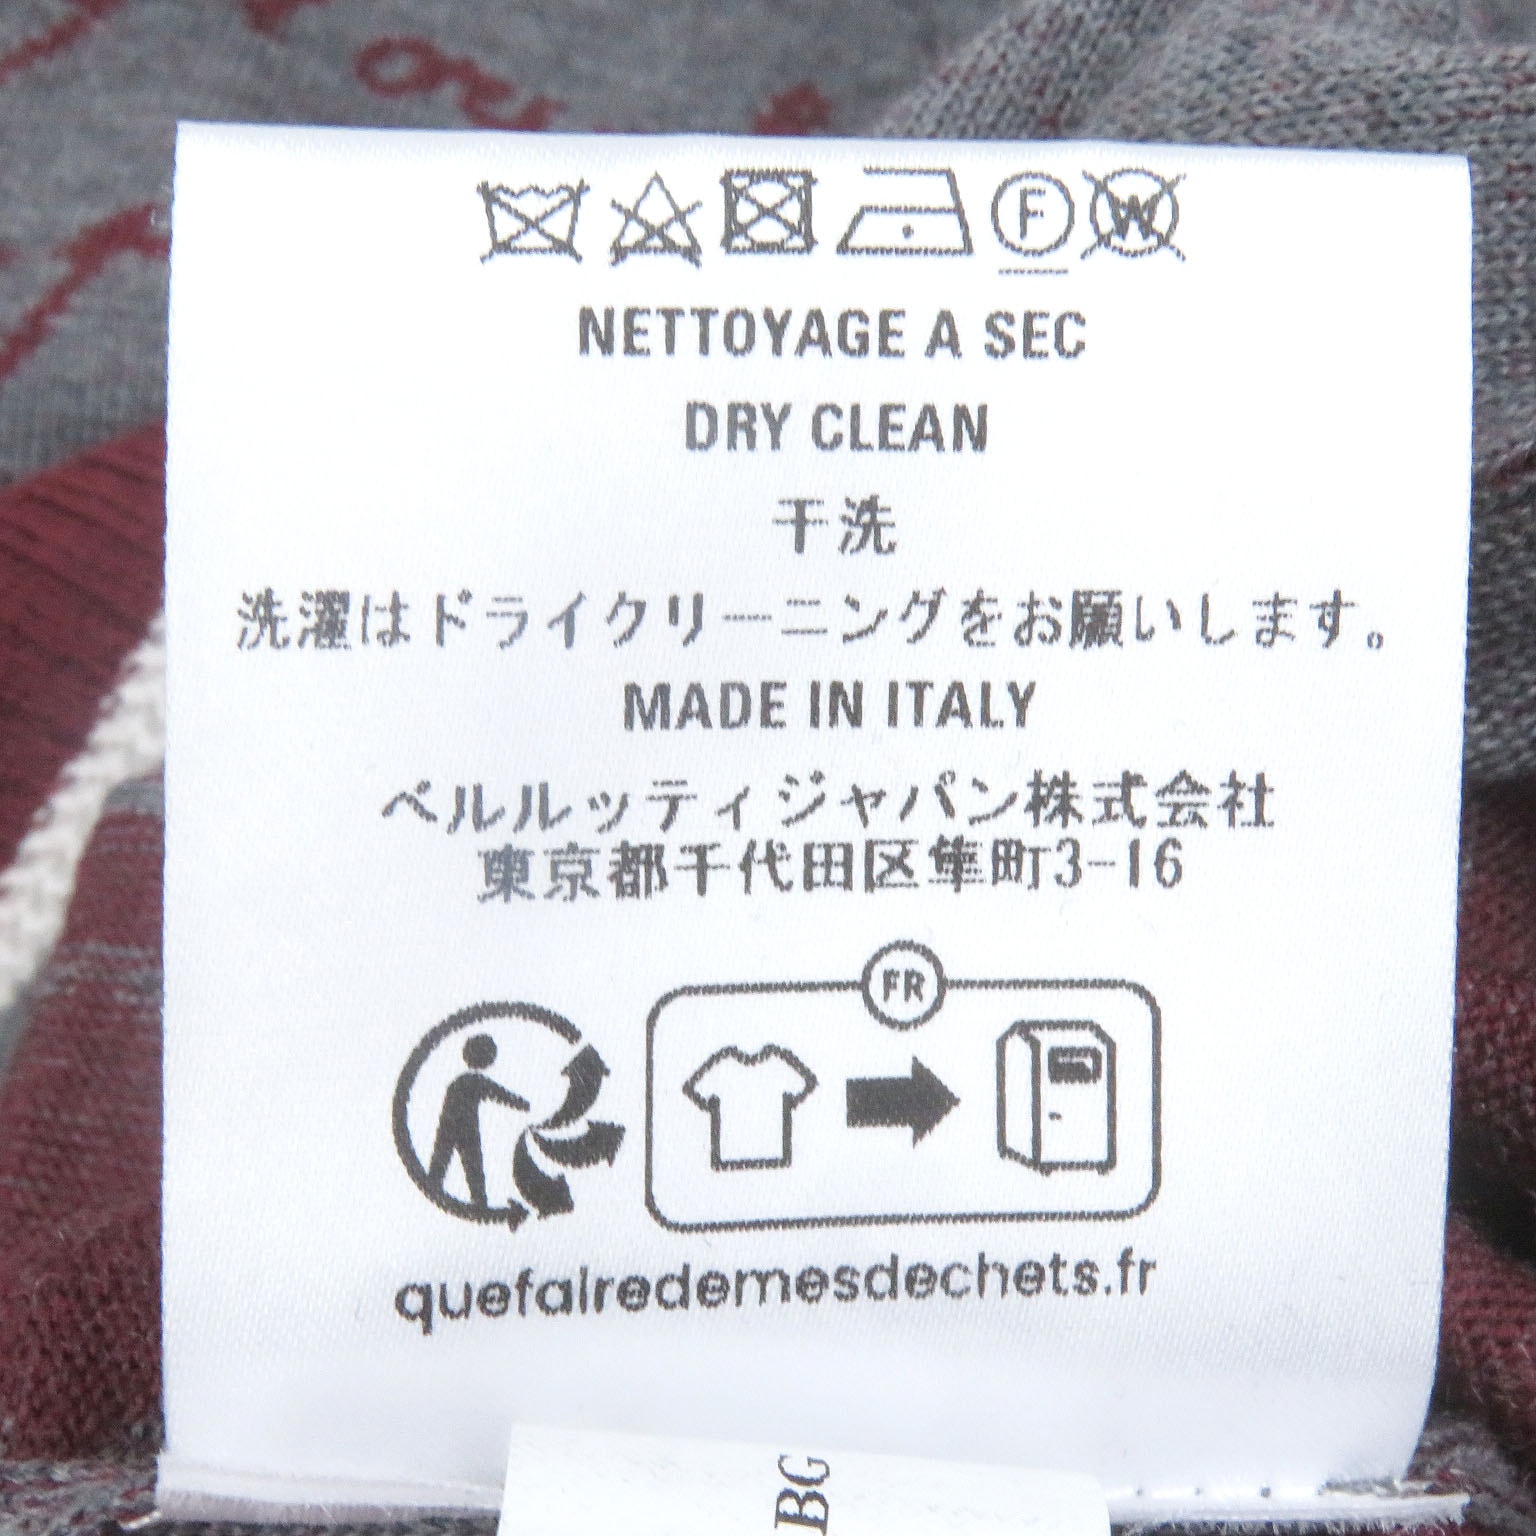 ou
F W
NETTOYAGE A SEC
DRY CLEAN
干洗
洗濯はドライクリーニングをお願いします。
MADE IN ITALY
ベルルッティジャパン株式会社
東京都千代田区隼町3-16
FR
quefairedemesdechets.fr
BG